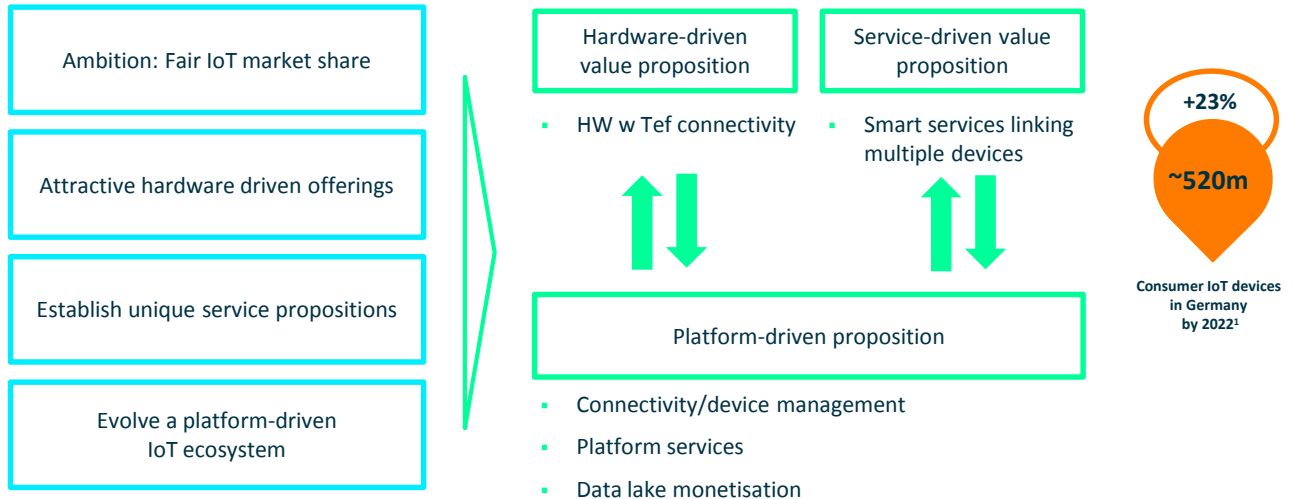 Ambition: Fair IoT market share
Attractive hardware driven offerings
Establish unique service propositions
Evolve a platform-driven
IoT ecosystem
Hardware-driven
value proposition
▪ HW w Tef connectivity
Service-driven value
proposition
▪ Smart services linking
multiple devices
Platform-driven proposition
▪ Connectivity/device management
▪ Platform services
▪ Data lake monetisation
+23%
~520m
Consumer IoT devices
in Germany
by 2022¹